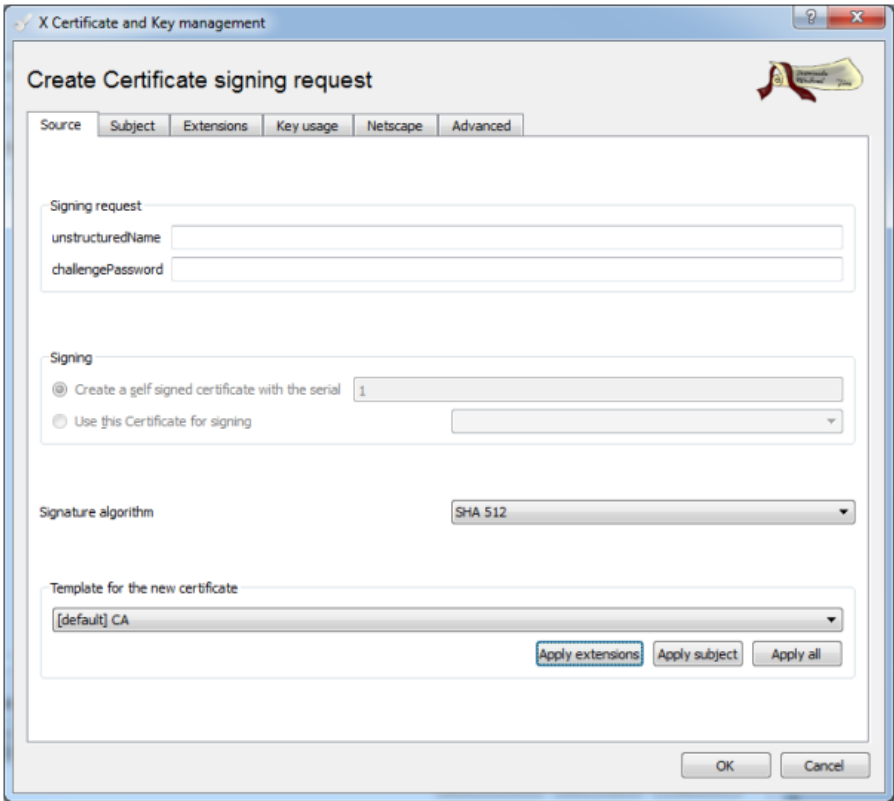 X Certificate and Key management
Create Certificate signing request
Source Subject Extensions Key usage Netscape Advanced
Signing request
unstructuredName
challengePassword
Signing
Create a self signed certificate with the serial 1
Use this Certificate for signing
Signature algorithm SHA 512
Template for the new certificate
[default] CA
Apply extensions Apply subject Apply all
OK Cancel